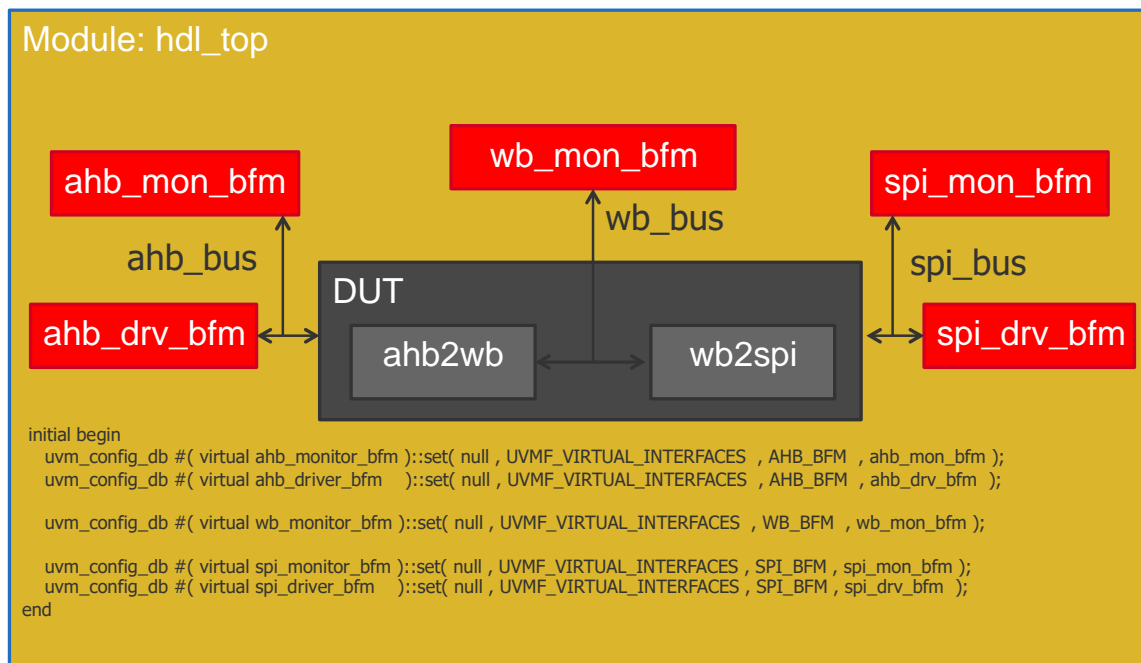 Module: hdl_top
wb_mon_bfm
ahb_mon_bfm
spi_mon_bfm
wb_bus
ahb_bus
spi_bus
DUT
ahb_drv_bfm
spi_drv_bfm
ahb2wb
wb2spi
initial begin
uvm_config_db #( virtual ahb_monitor_bfm )::set( null , UVMF_VIRTUAL_INTERFACES , AHB_BFM , ahb_mon_bfm );
uvm_config_db #( virtual ahb_driver_bfm )::set( null , UVMF_VIRTUAL_INTERFACES , AHB_BFM , ahb_drv_bfm );
uvm_config_db #( virtual wb_monitor_bfm )::set( null , UVMF_VIRTUAL_INTERFACES , WB_BFM , wb_mon_bfm );
uvm_config_db #( virtual spi_monitor_bfm )::set( null , UVMF_VIRTUAL_INTERFACES , SPI_BFM , spi_mon_bfm );
uvm_config_db #( virtual spi_driver_bfm )::set( null , UVMF_VIRTUAL_INTERFACES , SPI_BFM , spi_drv_bfm );
end